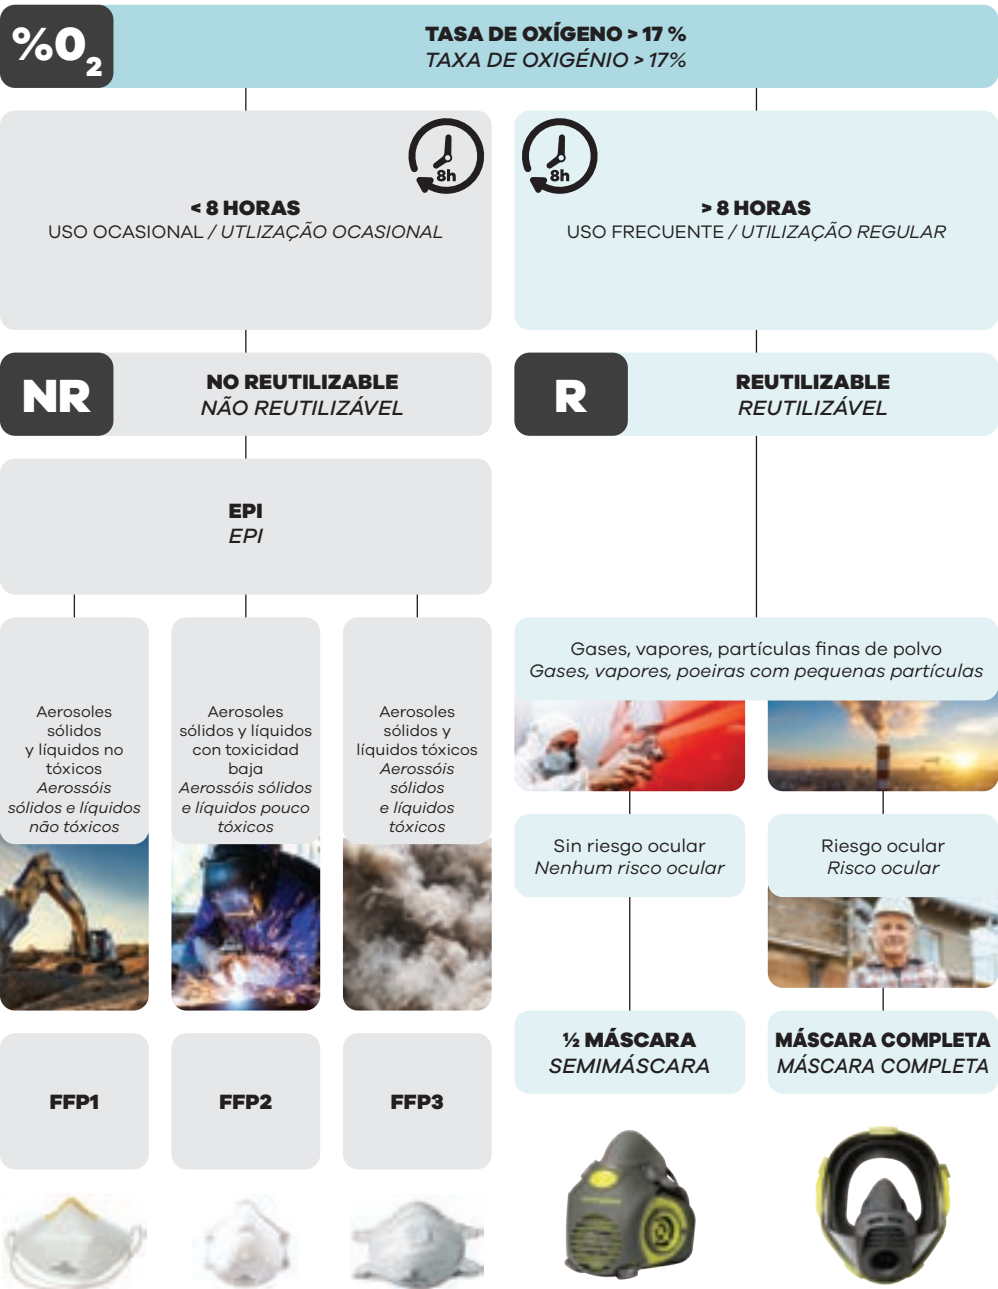 %O₂
TASA DE OXÍGENO > 17 %
TAXA DE OXIGÉNIO > 17%
8h
< 8 HORAS
USO OCASIONAL / UTLIZAÇÃO OCASIONAL
8h
> 8 HORAS
USO FRECUENTE / UTILIZAÇÃO REGULAR
NR
NO REUTILIZABLE
NÃO REUTILIZÁVEL
R
REUTILIZABLE
REUTILIZÁVEL
EPI
EPI
Aerosoles
sólidos
y líquidos no
tóxicos
Aerossóis
sólidos e líquidos
não tóxicos
Aerosoles
sólidos y líquidos
con toxicidad
baja
Aerossóis sólidos
e líquidos pouco
tóxicos
Aerosoles
sólidos y
líquidos tóxicos
Aerossóis
sólidos
e líquidos
tóxicos
Gases, vapores, partículas finas de polvo
Gases, vapores, poeiras com pequenas partículas
Sin riesgo ocular
Nenhum risco ocular
Riesgo ocular
Risco ocular
½ MÁSCARA
SEMIMÁSCARA
MÁSCARA COMPLETA
MÁSCARA COMPLETA
FFP1
FFP2
FFP3